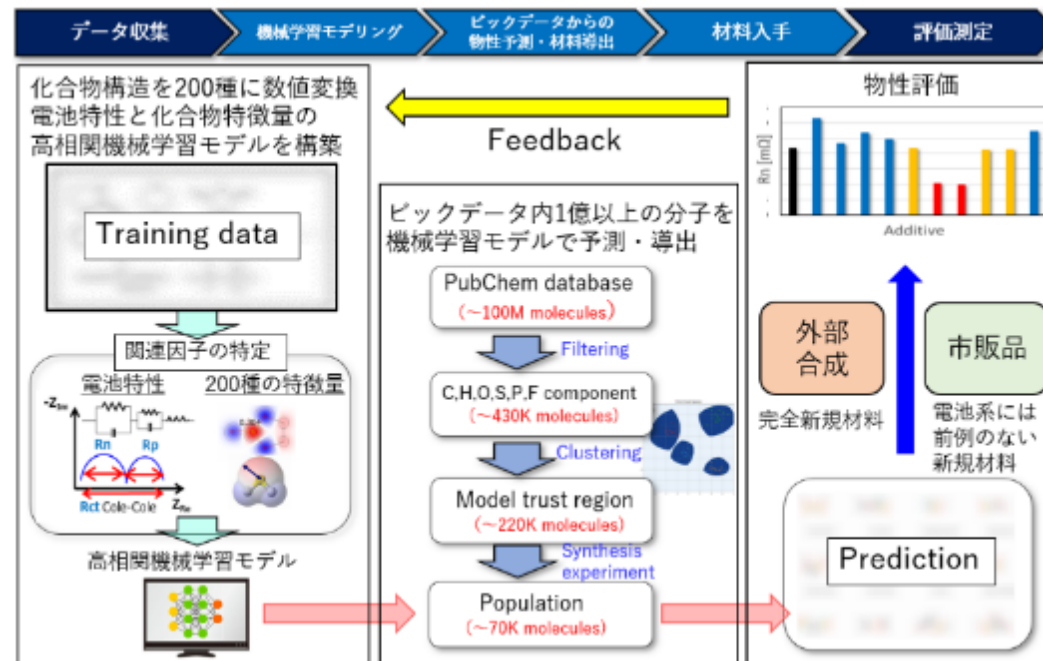 データ収集
機械学習モデリング
ビックデータからの
物性予測・材料導出
材料入手
評価測定
化合物構造を200種に数値変換
電池特性と化合物特徴量の
高相関機械学習モデルを構築
Training data
関連因子の特定
電池特性
200種の特徴量
-ZIm
Rn
Rp
Rct Cole-Cole
ZRe
高相関機械学習モデル
Feedback
ビックデータ内1億以上の分子を
機械学習モデルで予測・導出
PubChem database
(~100M molecules)
Filtering
C,H,O,S,P,F component
(~430K molecules)
Clustering
Model trust region
(~220K molecules)
Synthesis
experiment
Population
(~70K molecules)
物性評価
Rn [mΩ]
Additive
外部
合成
市販品
完全新規材料
電池系には
前例のない
新規材料
Prediction